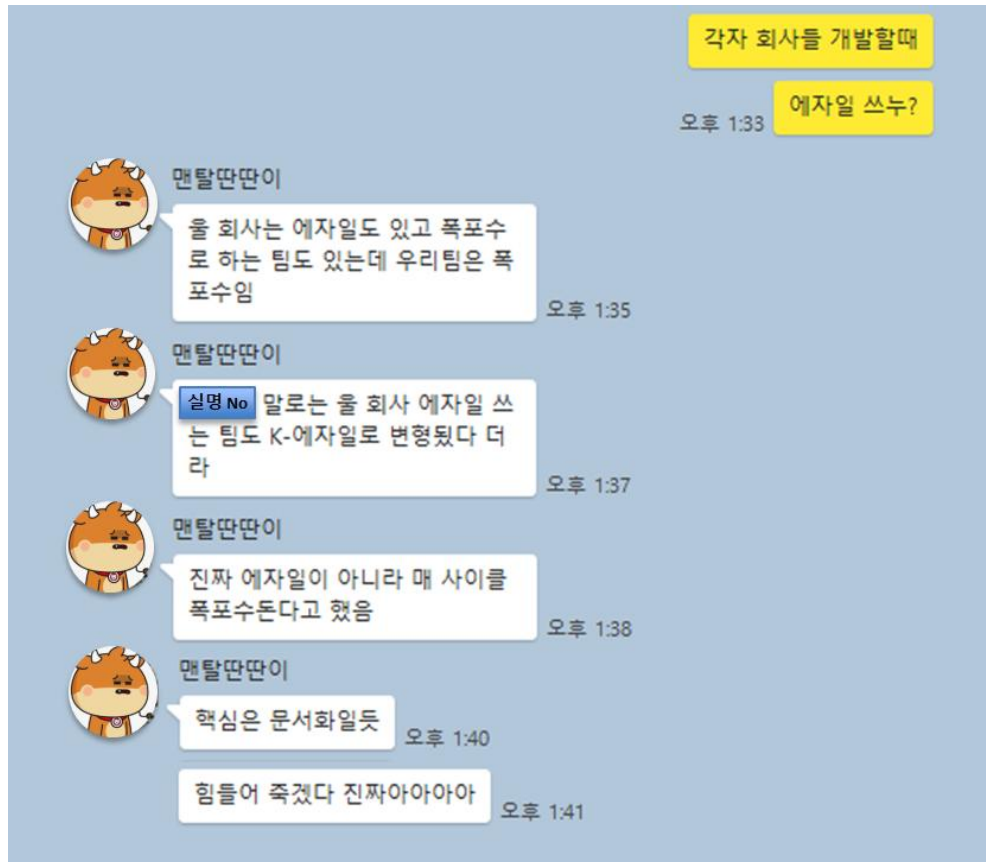 각자 회사들 개발할때
에자일 쓰누?
오후 1:33
맨탈딴딴이
울 회사는 에자일도 있고 폭포수
로 하는 팀도 있는데 우리팀은 폭
포수임
오후 1:35
맨탈딴딴이
실명 No 말로는 울 회사 에자일 쓰
는 팀도 K-에자일로 변형됬다 더
라
오후 1:37
맨탈딴딴이
진짜 에자일이 아니라 매 사이클
폭포수돈다고 했음
오후 1:38
맨탈딴딴이
핵심은 문서화일듯
오후 1:40
힘들어 죽겠다 진짜아아아아
오후 1:41